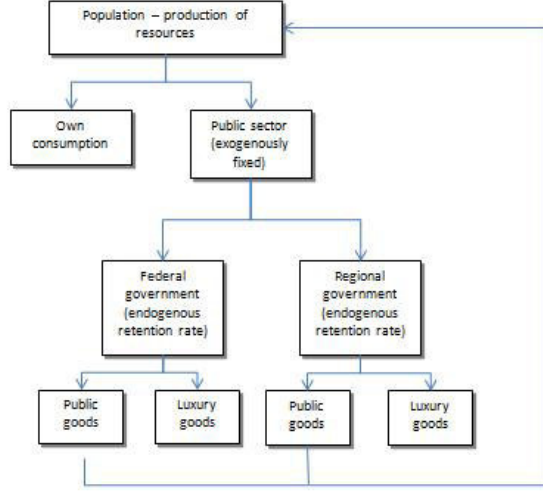 Population – production of
resources
Own
consumption
Public sector
(exogenously
fixed)
Federal
government
(endogenous
retention rate)
Regional
government
(endogenous
retention rate)
Public
goods
Luxury
goods
Public
goods
Luxury
goods